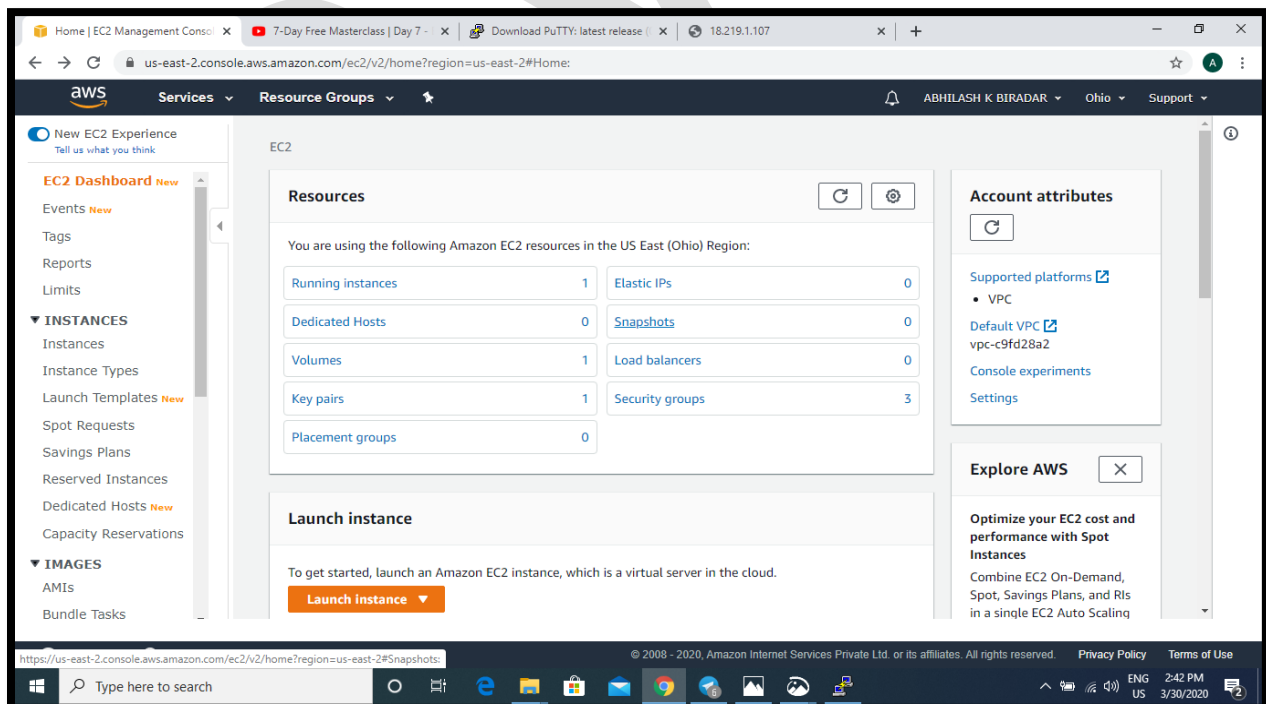 Home | EC2 Management Consol
7-Day Free Masterclass | Day 7 -
Download PuTTY: latest release (
18.219.1.107
us-east-2.console.aws.amazon.com/ec2/v2/home?region=us-east-2#Home:
A
aws
Services
Resource Groups
ABHILASH K BIRADAR
Ohio
Support
New EC2 Experience
Tell us what you think
EC2 Dashboard New
Events New
Tags
Reports
Limits
INSTANCES
Instances
Instance Types
Launch Templates New
Spot Requests
Savings Plans
Reserved Instances
Dedicated Hosts New
Capacity Reservations
IMAGES
AMIs
Bundle Tasks
EC2
Resources
You are using the following Amazon EC2 resources in the US East (Ohio) Region:
Running instances 1
Elastic IPs 0
Dedicated Hosts 0
Snapshots 0
Volumes 1
Load balancers 0
Key pairs 1
Security groups 3
Placement groups 0
Launch instance
To get started, launch an Amazon EC2 instance, which is a virtual server in the cloud.
Launch instance
Account attributes
Supported platforms
• VPC
Default VPC
vpc-c9fd28a2
Console experiments
Settings
Explore AWS
Optimize your EC2 cost and
performance with Spot
Instances
Combine EC2 On-Demand,
Spot, Savings Plans, and RIs
in a single EC2 Auto Scaling
https://us-east-2.console.aws.amazon.com/ec2/v2/home?region=us-east-2#Snapshots:
© 2008 - 2020, Amazon Internet Services Private Ltd. or its affiliates. All rights reserved.
Privacy Policy
Terms of Use
Type here to search
ENG
US
2:42 PM
3/30/2020
2